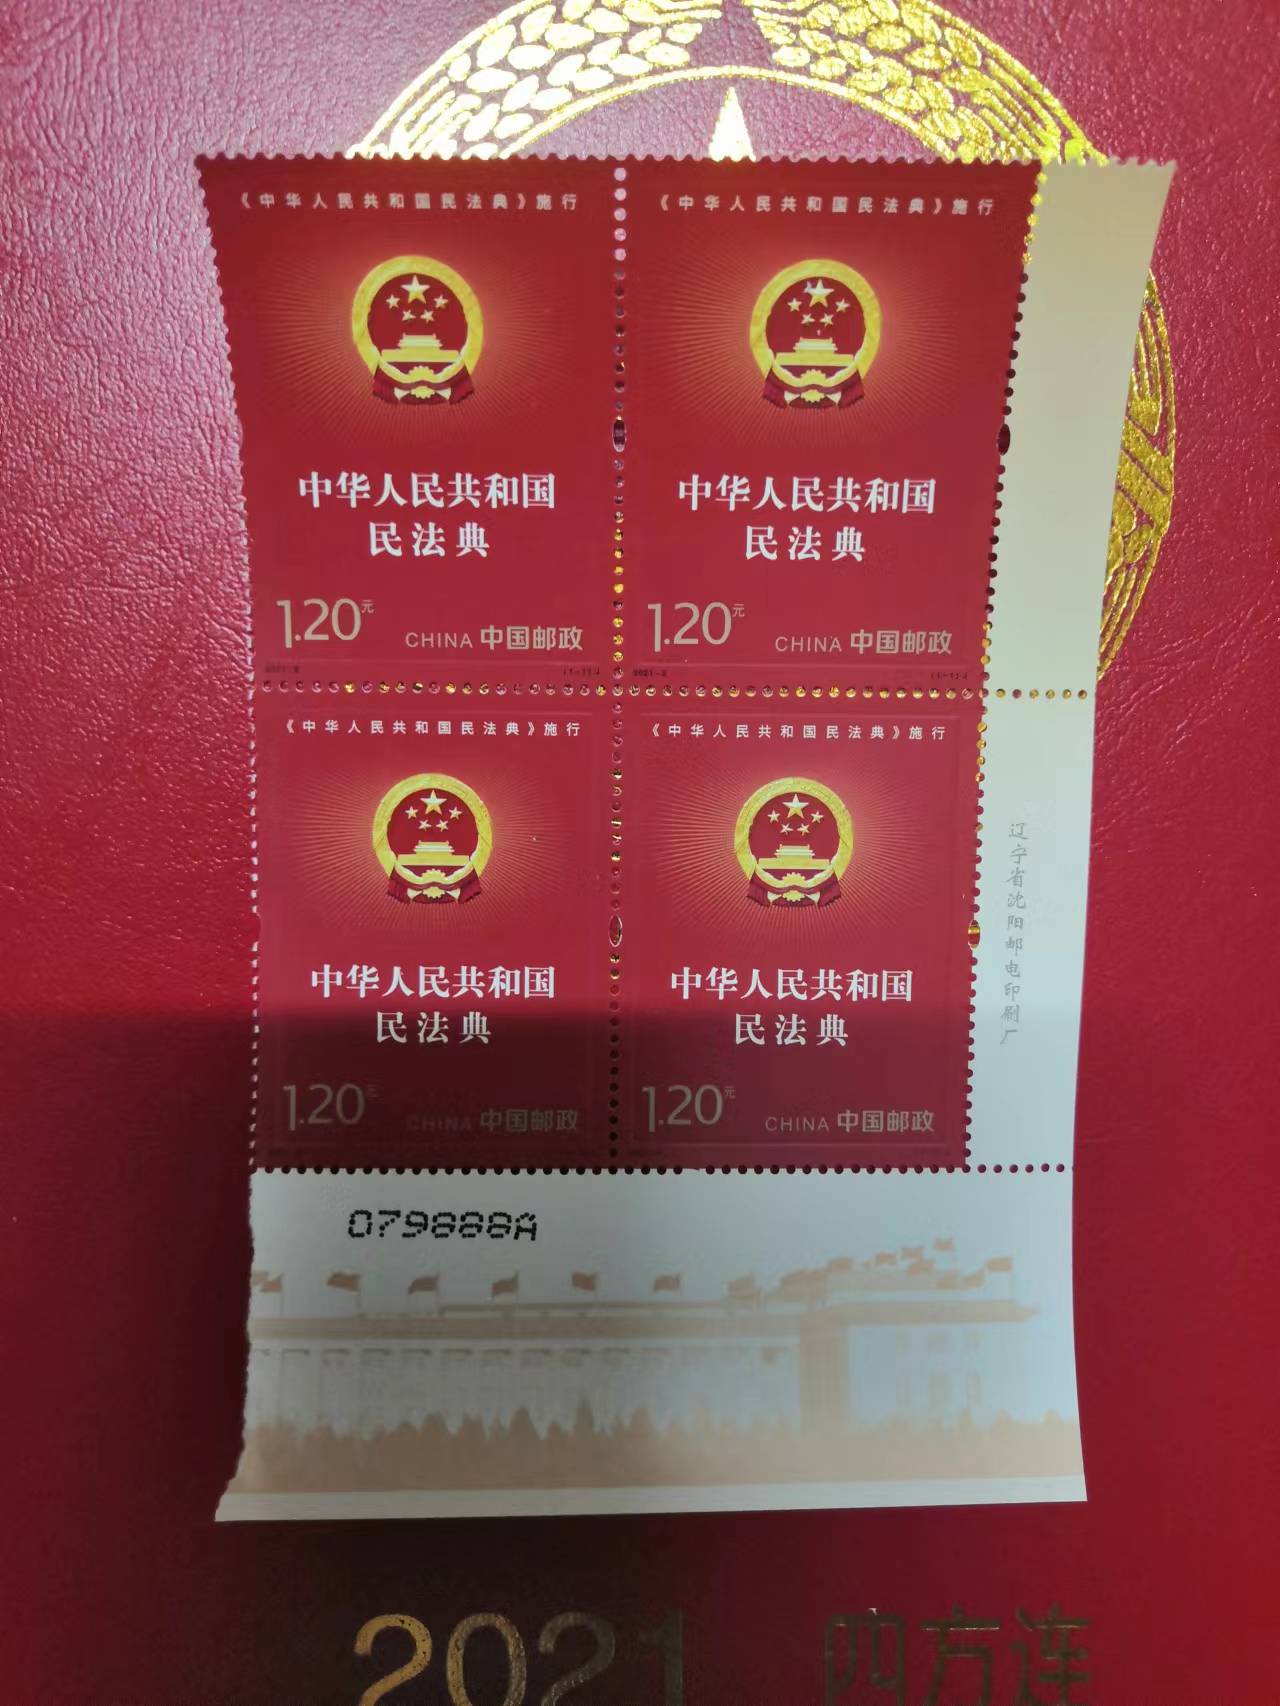 《中华人民共和国民法典》施行
中华人民共和国
民法典
1.20元
CHINA 中国邮政
《中华人民共和国民法典》施行
中华人民共和国
民法典
1.20元
CHINA 中国邮政
2021-2
《中华人民共和国民法典》施行
中华人民共和国
民法典
1.20元
CHINA 中国邮政
《中华人民共和国民法典》施行
中华人民共和国
民法典
1.20元
CHINA 中国邮政
辽宁省沈阳邮电印刷厂
079888A
2021 四方连